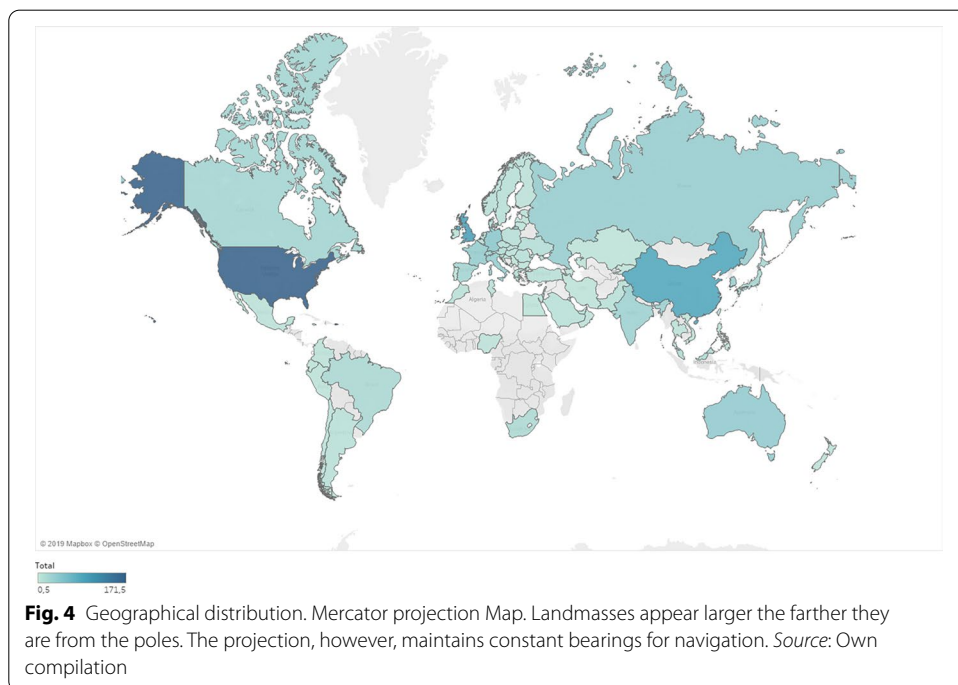 Algeria
© 2019 Mapbox © OpenStreetMap
Total
0,5 171,5
Fig. 4 Geographical distribution. Mercator projection Map. Landmasses appear larger the farther they
are from the poles. The projection, however, maintains constant bearings for navigation. Source: Own
compilation